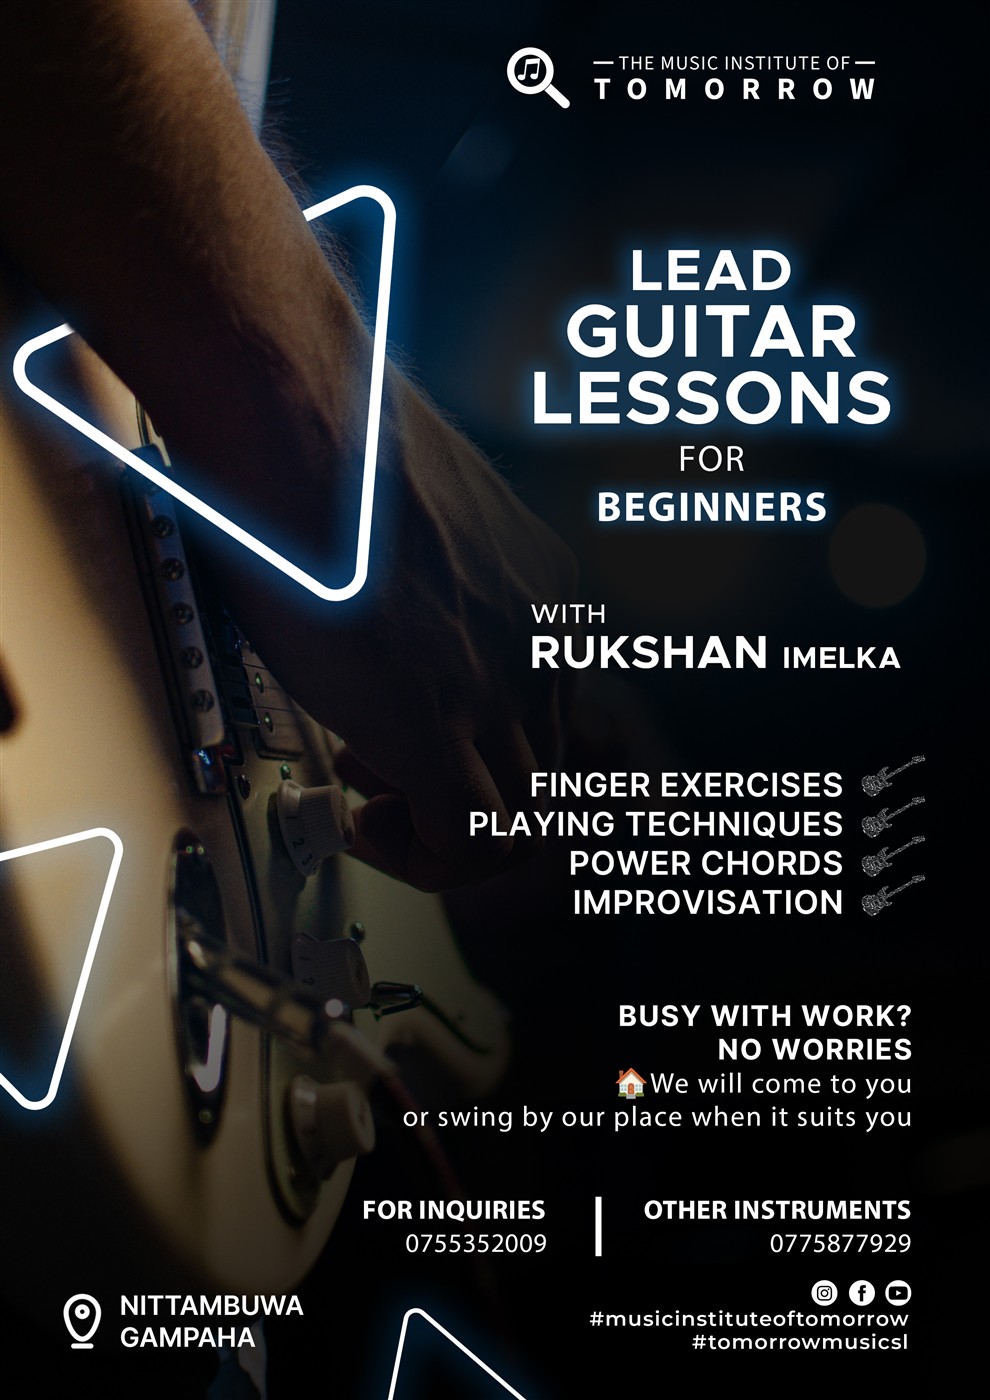 THE MUSIC INSTITUTE OF
TOMORROW
LEAD
GUITAR
LESSONS
FOR
BEGINNERS
WITH
RUKSHAN IMELKA
FINGER EXERCISES
PLAYING TECHNIQUES
POWER CHORDS
IMPROVISATION
BUSY WITH WORK?
NO WORRIES
We will come to you
or swing by our place when it suits you
FOR INQUIRIES
0755352009
OTHER INSTRUMENTS
0775877929
NITTAMBUWA
GAMPAHA
#musicinstituteoftomorrow
#tomorrowmusicsl